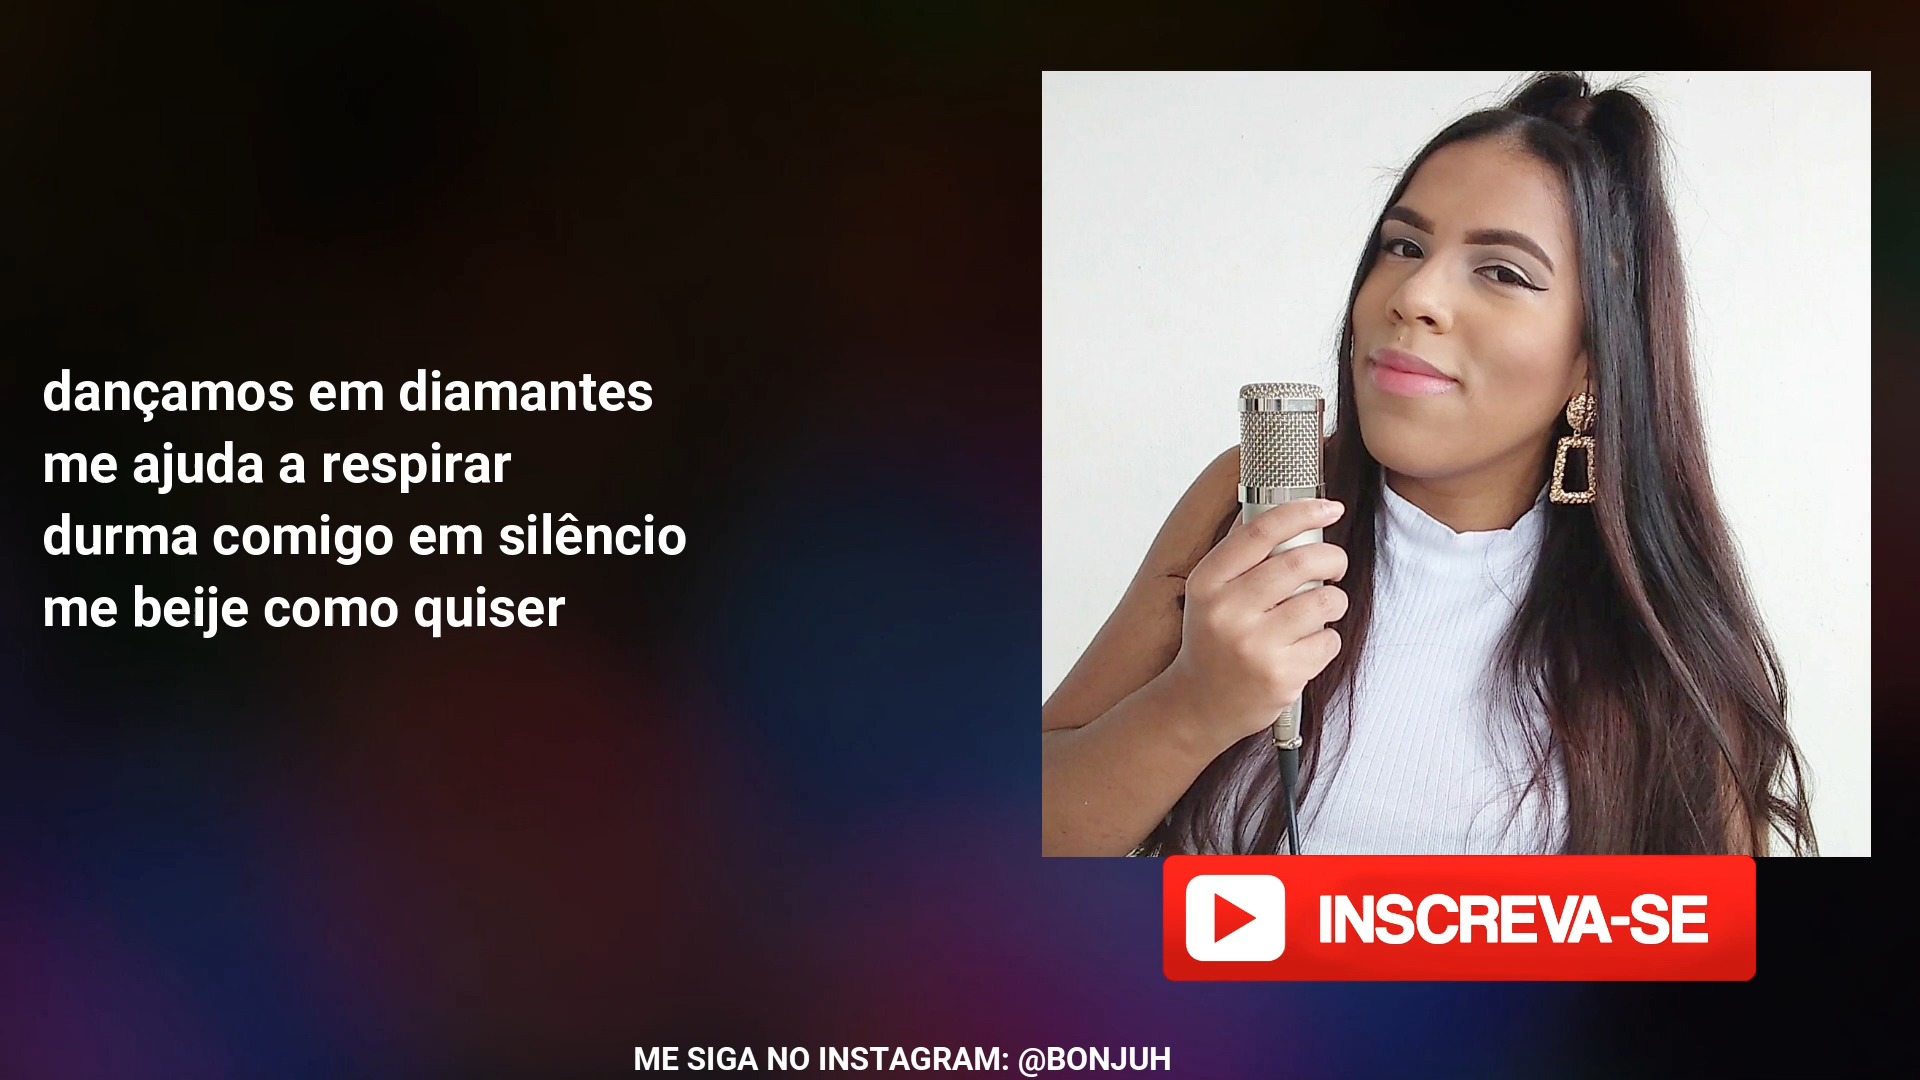 dançamos em diamantes
me ajuda a respirar
durma comigo em silêncio
me beije como quiser
INSCREVA-SE
ME SIGA NO INSTAGRAM: @BONJUH